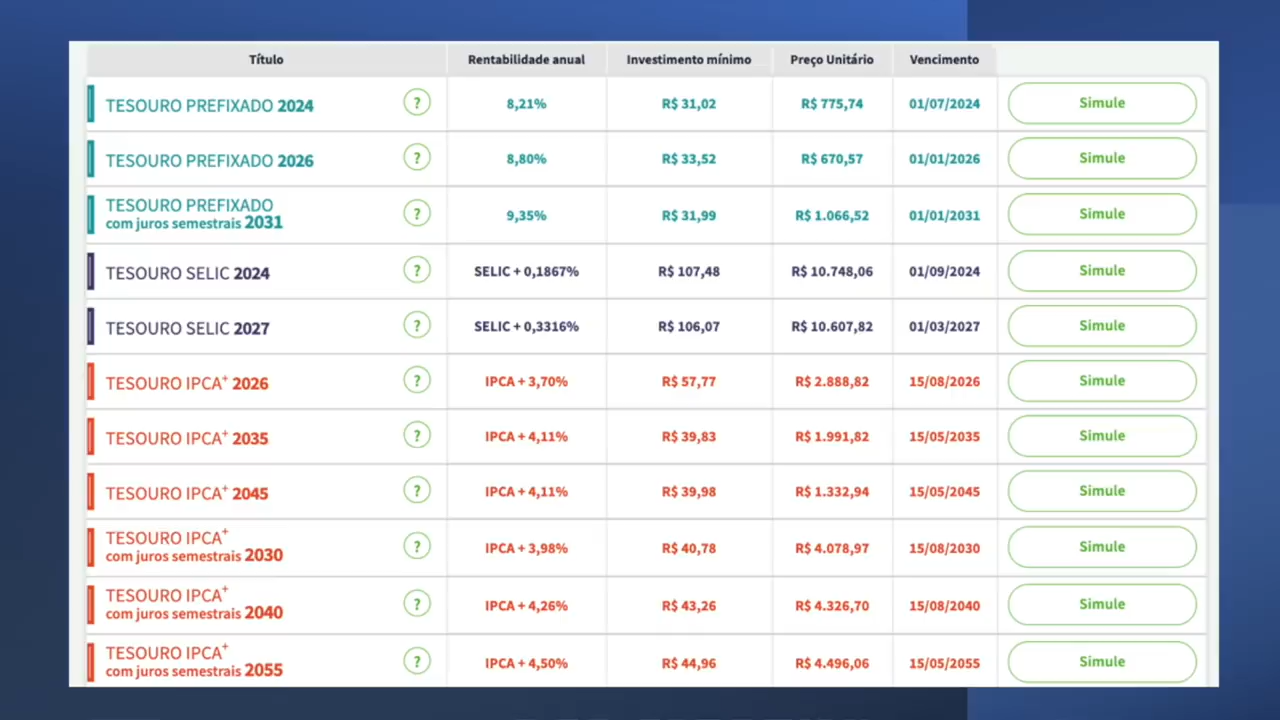 Título Rentabilidade anual Investimento mínimo Preço Unitário Vencimento
TESOURO PREFIXADO 2024 ? 8,21% R$ 31,02 R$ 775,74 01/07/2024 Simule
TESOURO PREFIXADO 2026 ? 8,80% R$ 33,52 R$ 670,57 01/01/2026 Simule
TESOURO PREFIXADO
com juros semestrais 2031 ? 9,35% R$ 31,99 R$ 1.066,52 01/01/2031 Simule
TESOURO SELIC 2024 ? SELIC + 0,1867% R$ 107,48 R$ 10.748,06 01/09/2024 Simule
TESOURO SELIC 2027 ? SELIC + 0,3316% R$ 106,07 R$ 10.607,82 01/03/2027 Simule
TESOURO IPCA+ 2026 ? IPCA + 3,70% R$ 57,77 R$ 2.888,82 15/08/2026 Simule
TESOURO IPCA+ 2035 ? IPCA + 4,11% R$ 39,83 R$ 1.991,82 15/05/2035 Simule
TESOURO IPCA+ 2045 ? IPCA + 4,11% R$ 39,98 R$ 1.332,94 15/05/2045 Simule
TESOURO IPCA+
com juros semestrais 2030 ? IPCA + 3,98% R$ 40,78 R$ 4.078,97 15/08/2030 Simule
TESOURO IPCA+
com juros semestrais 2040 ? IPCA + 4,26% R$ 43,26 R$ 4.326,70 15/08/2040 Simule
TESOURO IPCA+
com juros semestrais 2055 ? IPCA + 4,50% R$ 44,96 R$ 4.496,06 15/05/2055 Simule